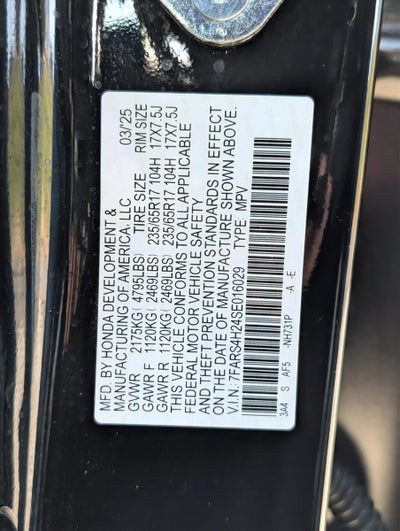 MFD. BY HONDA DEVELOPMENT &
MANUFACTURING OF AMERICA, LLC 03/25
GVWR 2175KG ( 4795LBS) TIRE SIZE RIM SIZE
GAWR F 1120KG ( 2469LBS) 235/65R17 104H 17X7.5J
GAWR R 1120KG ( 2469LBS) 235/65R17 104H 17X7.5J
THIS VEHICLE CONFORMS TO ALL APPLICABLE
FEDERAL MOTOR VEHICLE SAFETY
AND THEFT PREVENTION STANDARDS IN EFFECT
ON THE DATE OF MANUFACTURE SHOWN ABOVE.
V.I.N.: 7FARS4H24SE016029 TYPE: MPV
3A4 S AF5 -NH731P -A -E